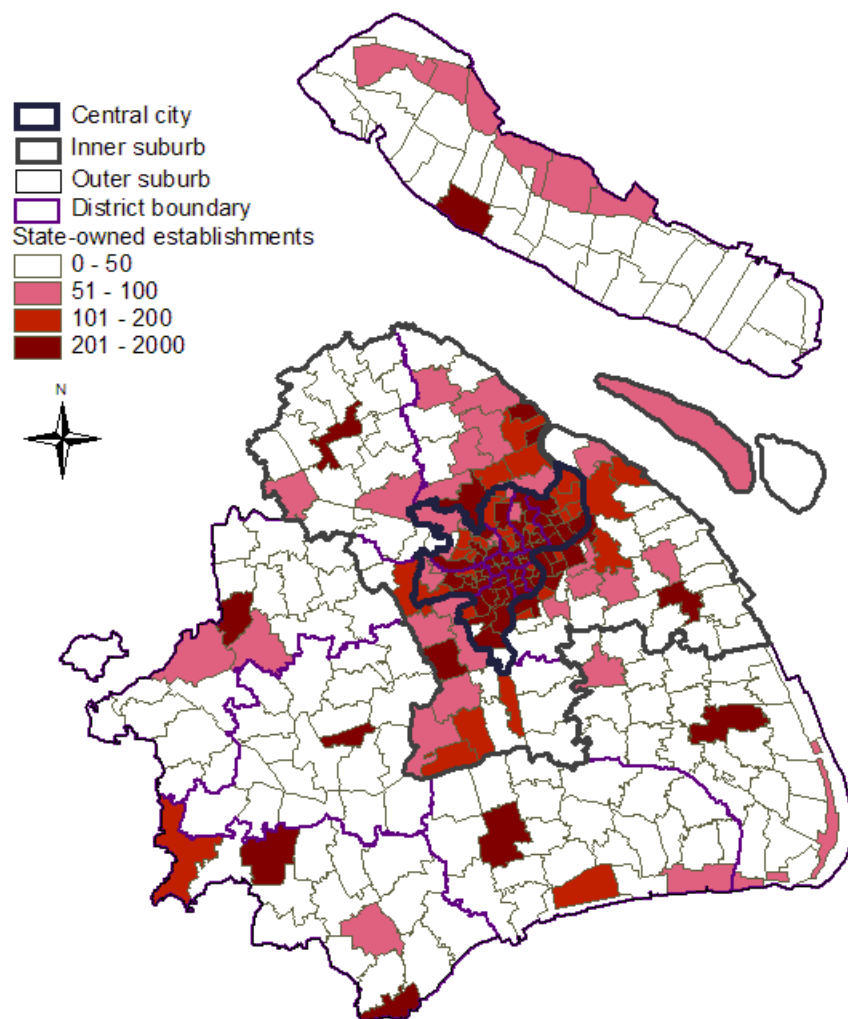 Central city
Inner suburb
Outer suburb
District boundary
State-owned establishments
0 - 50
51 - 100
101 - 200
201 - 2000
N